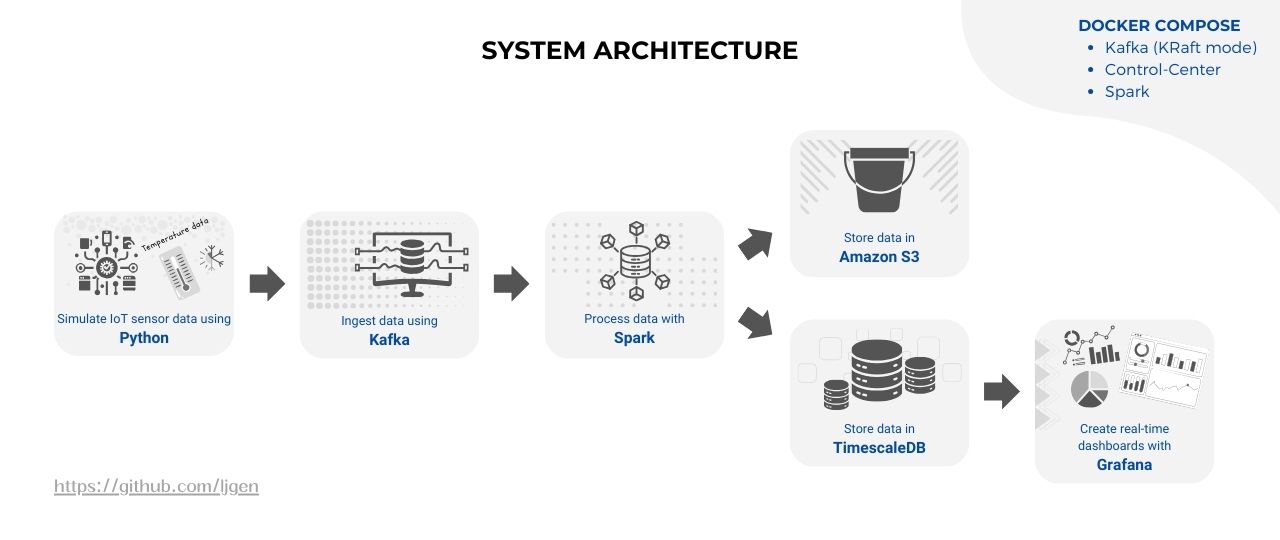 SYSTEM ARCHITECTURE
DOCKER COMPOSE
Kafka (KRaft mode)
Control-Center
Spark
Temperature data
Simulate IoT sensor data using
Python
Ingest data using
Kafka
Process data with
Spark
Store data in
Amazon S3
Store data in
TimescaleDB
Create real-time
dashboards with
Grafana
https://github.com/ljgen